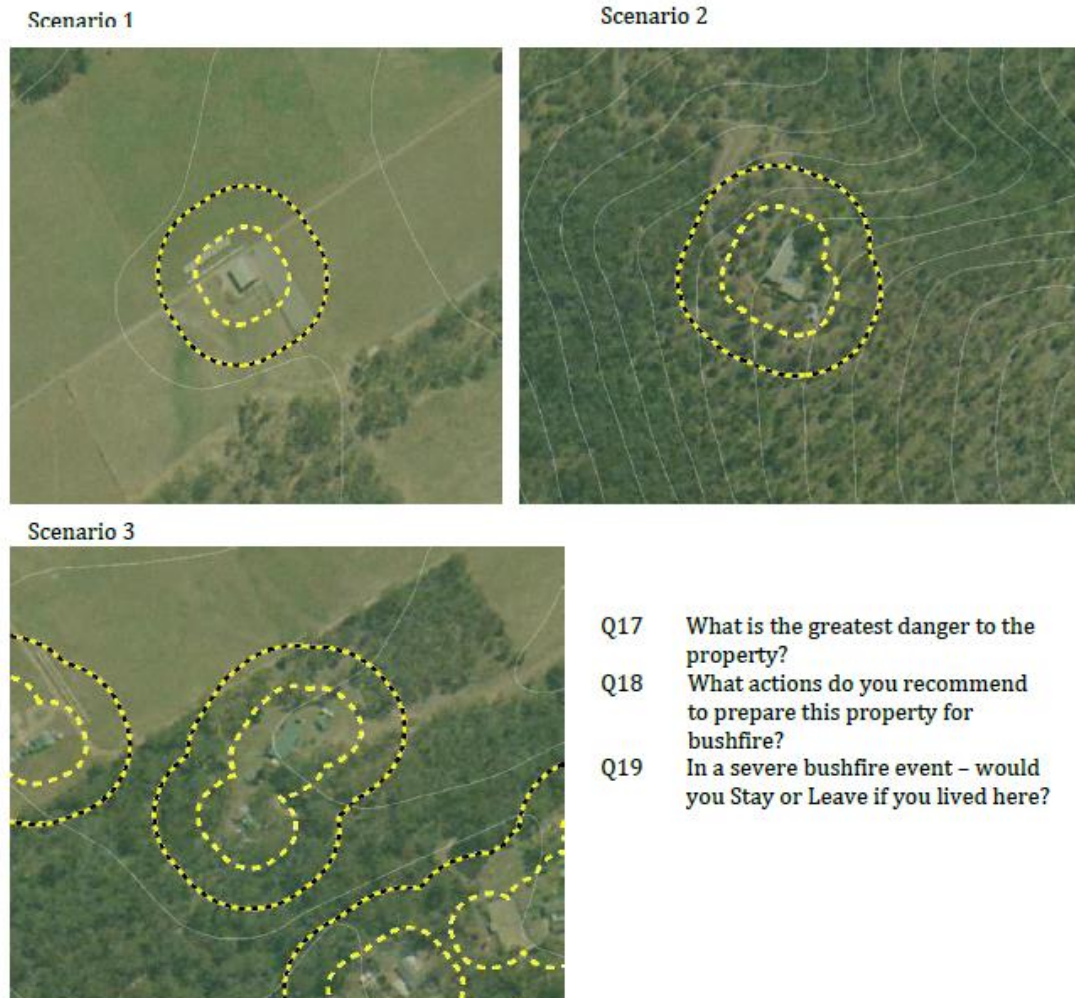 Scenario 1
Scenario 2
Scenario 3
Q17 What is the greatest danger to the
property?
Q18 What actions do you recommend
to prepare this property for
bushfire?
Q19 In a severe bushfire event – would
you Stay or Leave if you lived here?